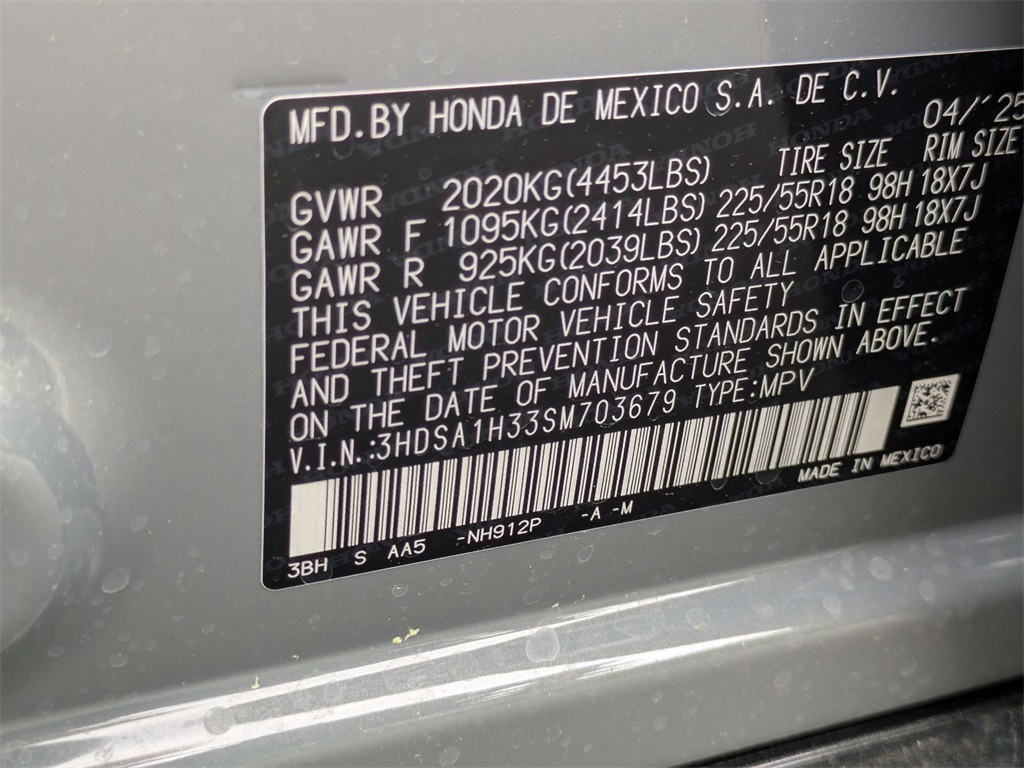 MFD.BY HONDA DE MEXICO S.A. DE C.V.
04/'25
TIRE SIZE RIM SIZE
GVWR 2020KG(4453LBS)
GAWR F 1095KG(2414LBS) 225/55R18 98H 18X7J
GAWR R 925KG(2039LBS) 225/55R18 98H 18X7J
THIS VEHICLE CONFORMS TO ALL APPLICABLE
FEDERAL MOTOR VEHICLE SAFETY
AND THEFT PREVENTION STANDARDS IN EFFECT
ON THE DATE OF MANUFACTURE SHOWN ABOVE.
V.I.N.:3HDSA1H33SM703679 TYPE:MPV
MADE IN MEXICO
3BH S AA5 -NH912P -A -M